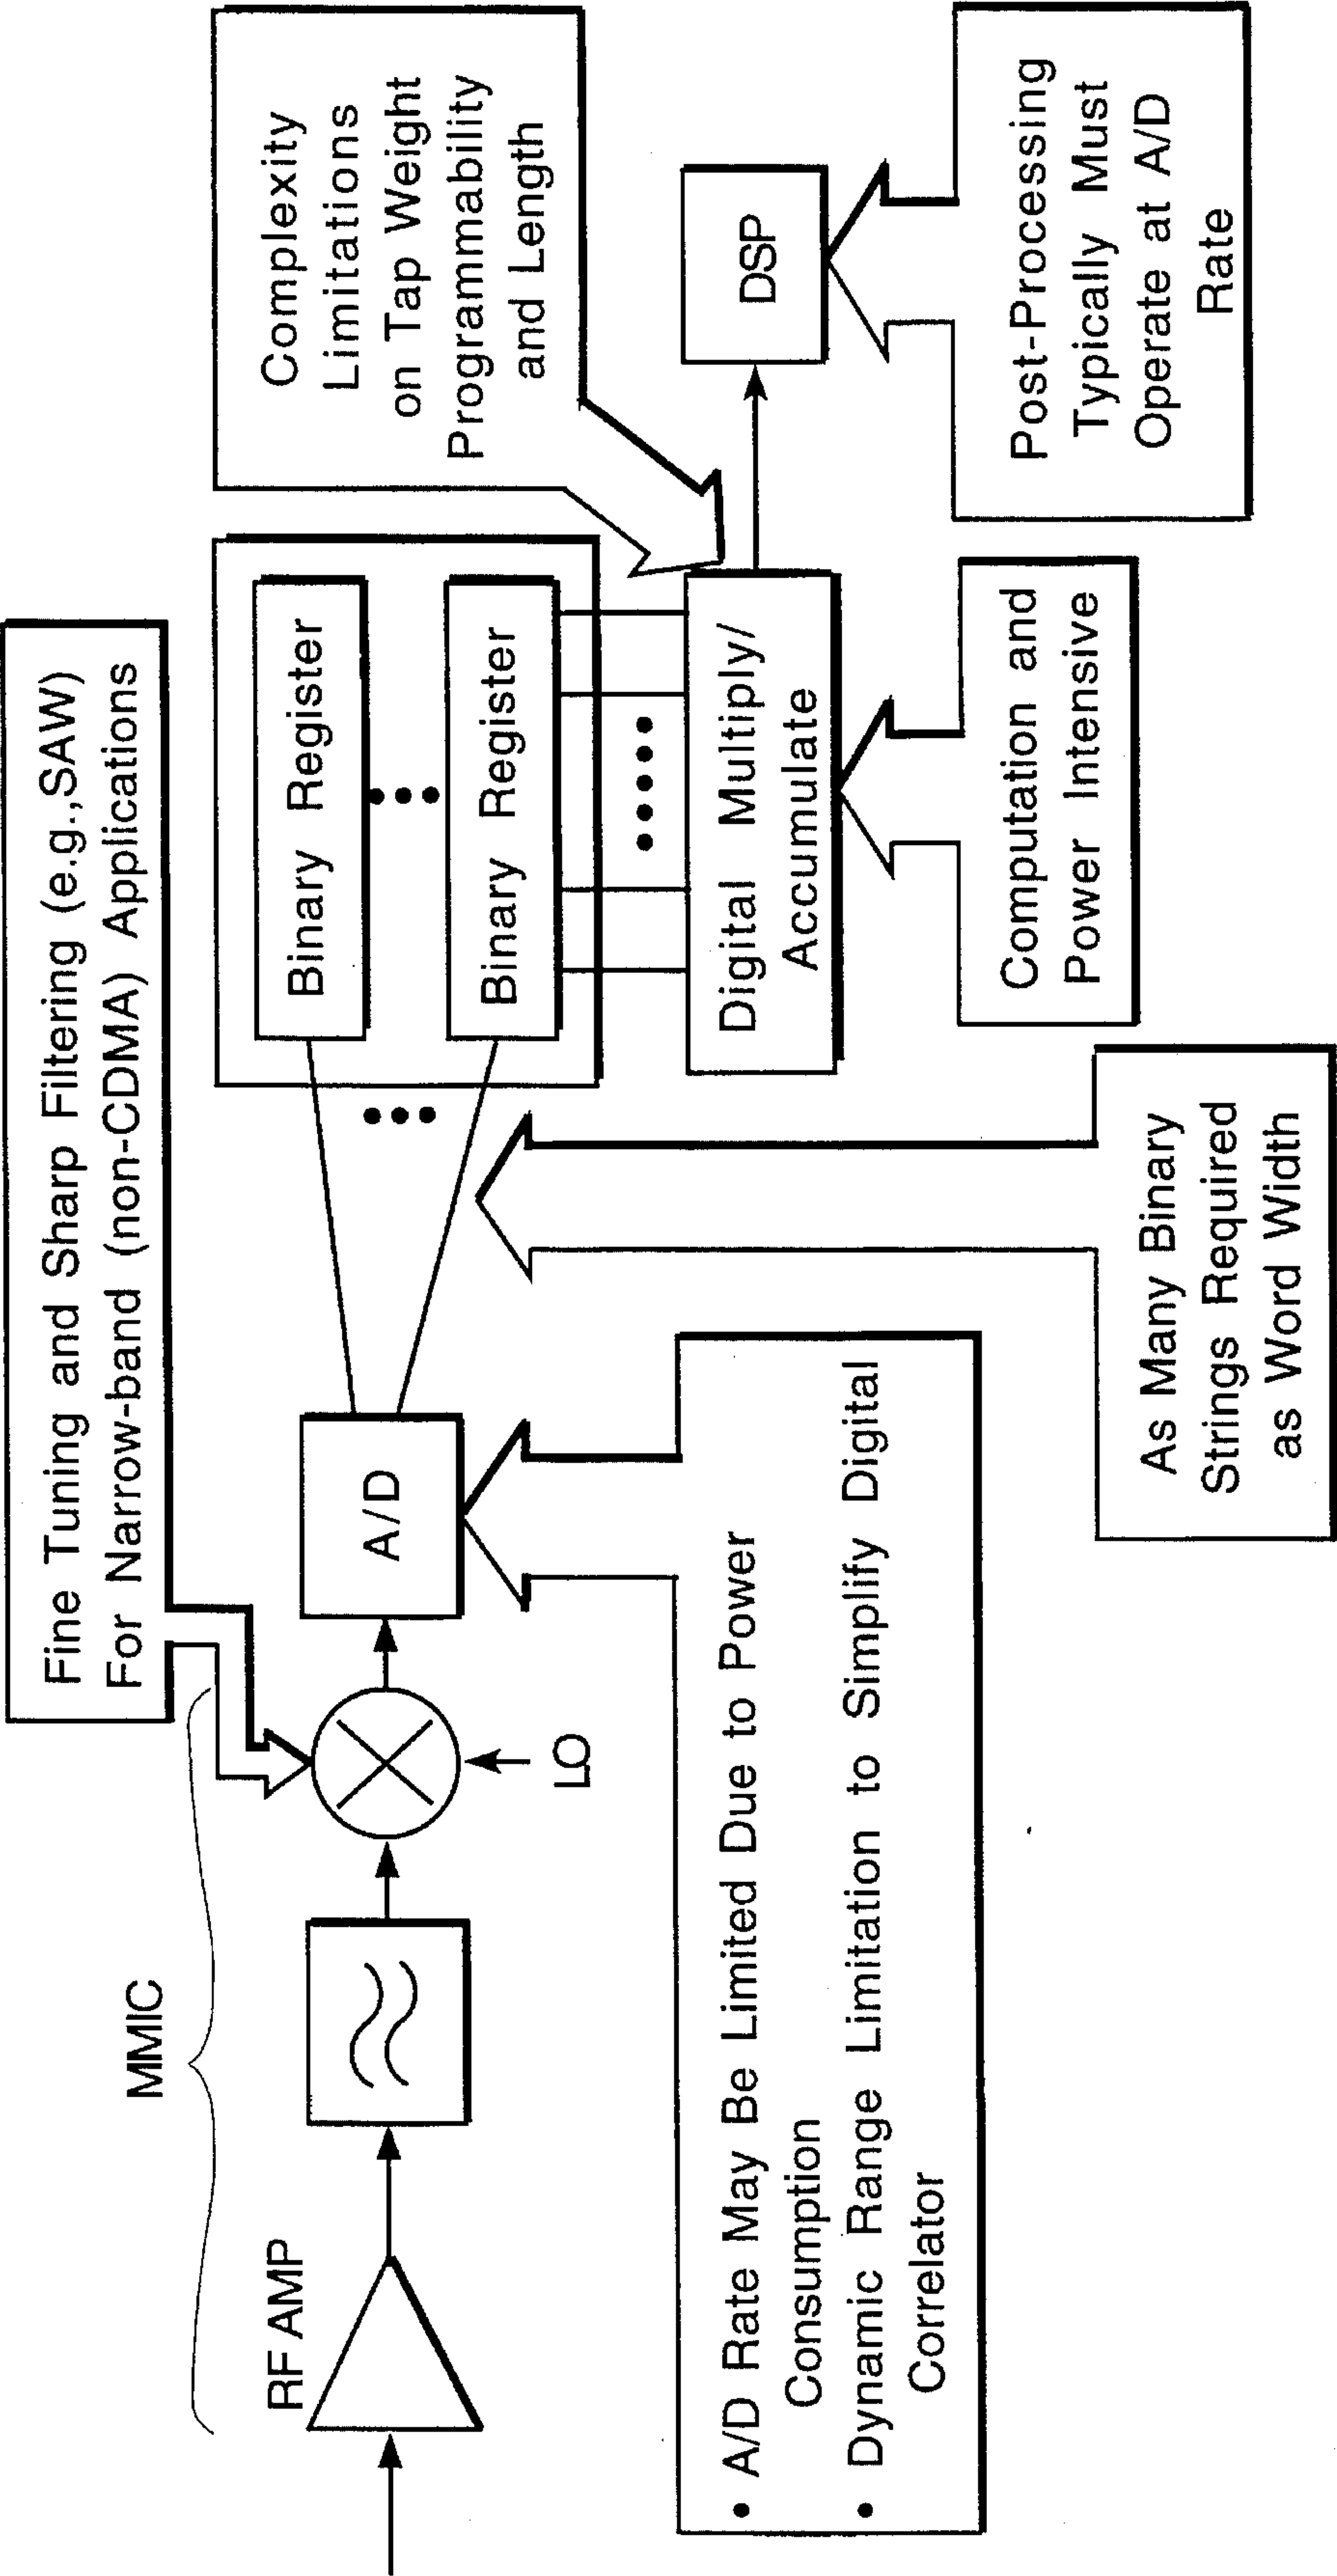 Fine Tuning and Sharp Filtering (e.g.,SAW)
For Narrow-band (non-CDMA) Applications
MMIC
RF AMP
LO
A/D
Binary Register
Binary Register
Digital Multiply/
Accumulate
DSP
Complexity
Limitations
on Tap Weight
Programmability
and Length
• A/D Rate May Be Limited Due to Power
Consumption
• Dynamic Range Limitation to Simplify Digital
Correlator
As Many Binary
Strings Required
as Word Width
Computation and
Power Intensive
Post-Processing
Typically Must
Operate at A/D
Rate